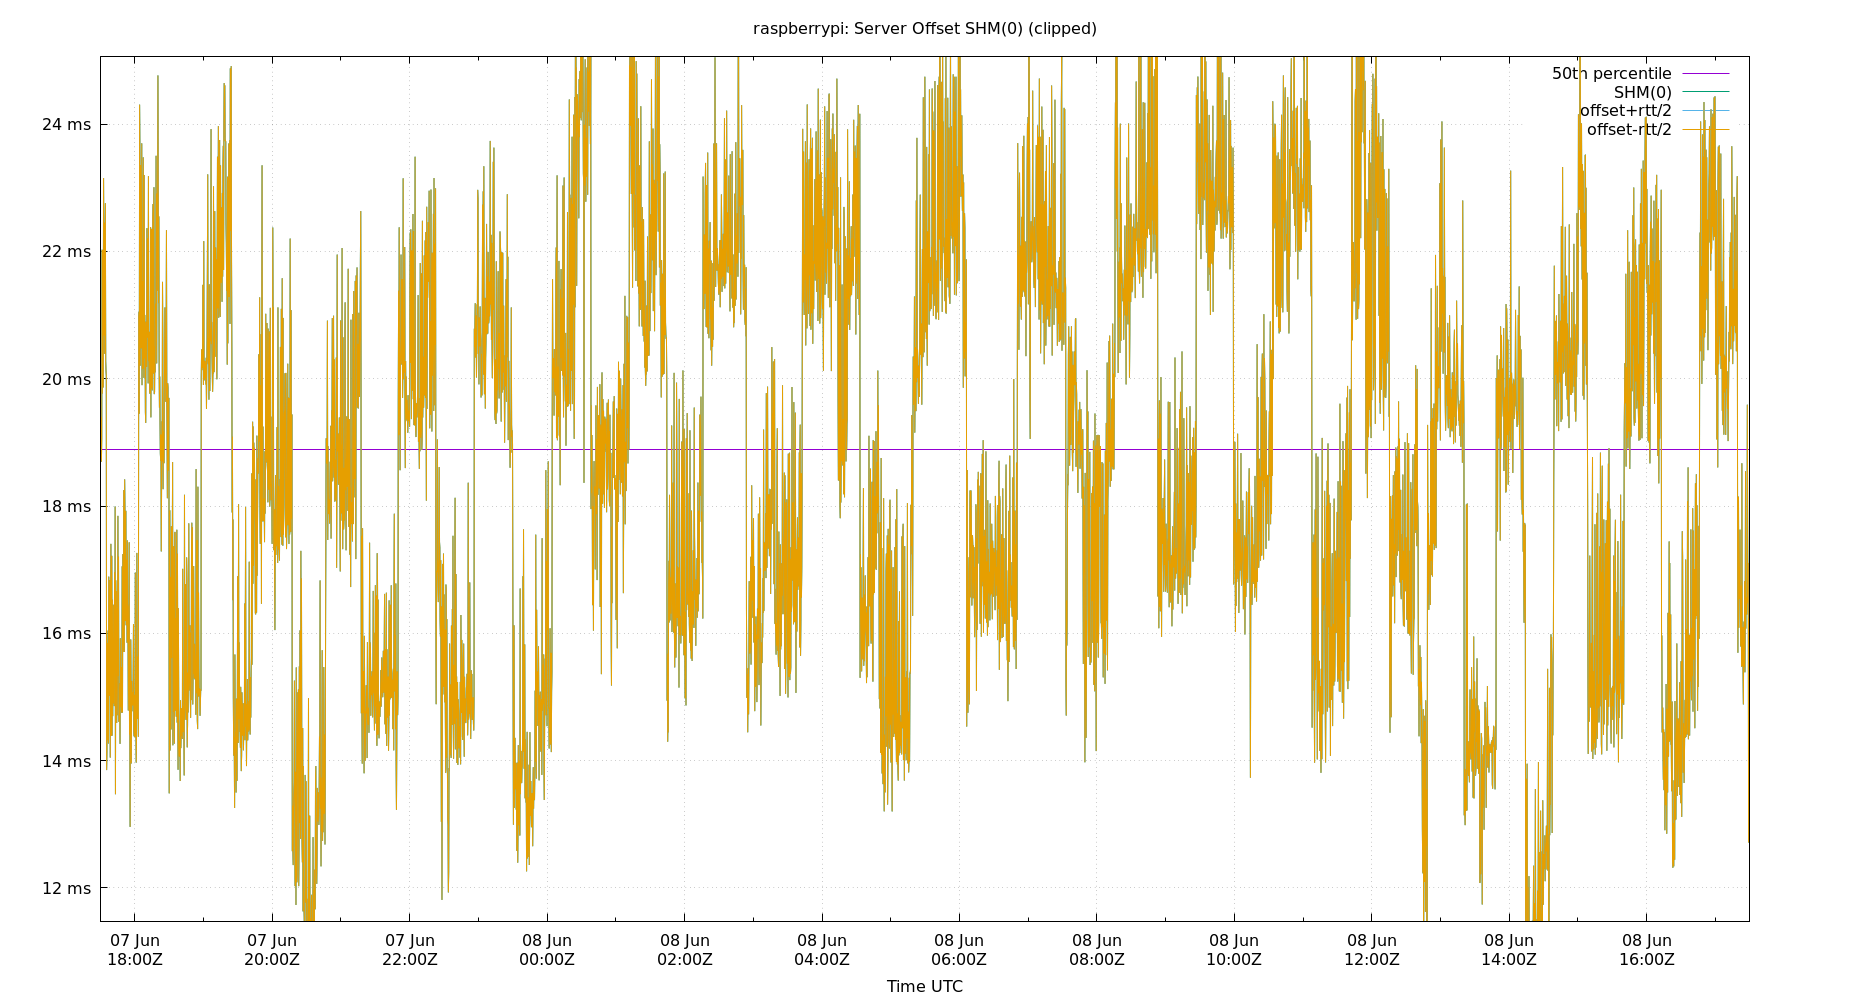 raspberrypi: Server Offset SHM(0) (clipped)
50th percentile
SHM(0)
offset+rtt/2
offset-rtt/2
24 ms
22 ms
20 ms
18 ms
16 ms
14 ms
12 ms
07 Jun 07 Jun 07 Jun 08 Jun 08 Jun 08 Jun 08 Jun 08 Jun 08 Jun 08 Jun 08 Jun 08 Jun
18:00Z 20:00Z 22:00Z 00:00Z 02:00Z 04:00Z 06:00Z 08:00Z 10:00Z 12:00Z 14:00Z 16:00Z
Time UTC